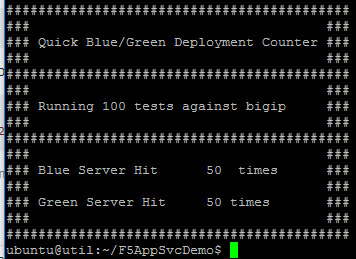 ############################################
###                                      ###
### Quick Blue/Green Deployment Counter  ###
###                                      ###
############################################
###                                      ###
### Running 100 tests against bigip      ###
###                                      ###
############################################
###                                      ###
### Blue Server Hit      50  times       ###
###                                      ###
### Green Server Hit     50 times        ###
###                                      ###
############################################
ubuntu@util:~/F5AppSvcDemo$